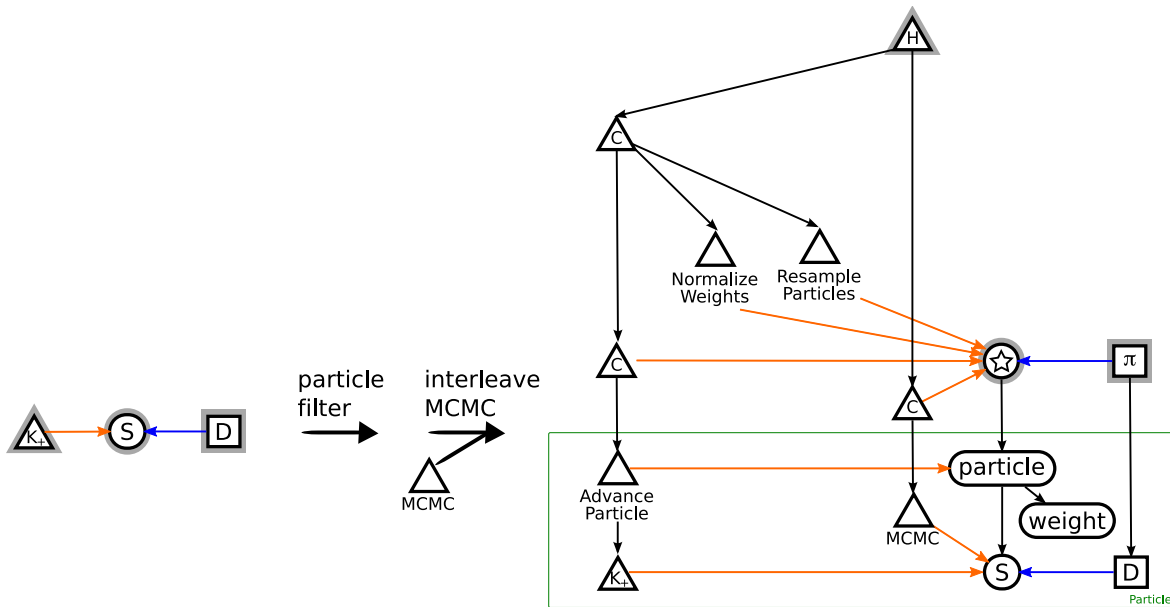 H
C
Normalize
Weights
Resample
Particles
C
π
particle
filter
interleave
MCMC
C
K+
S
D
MCMC
Advance
Particle
particle
weight
MCMC
K+
S
D
Particle